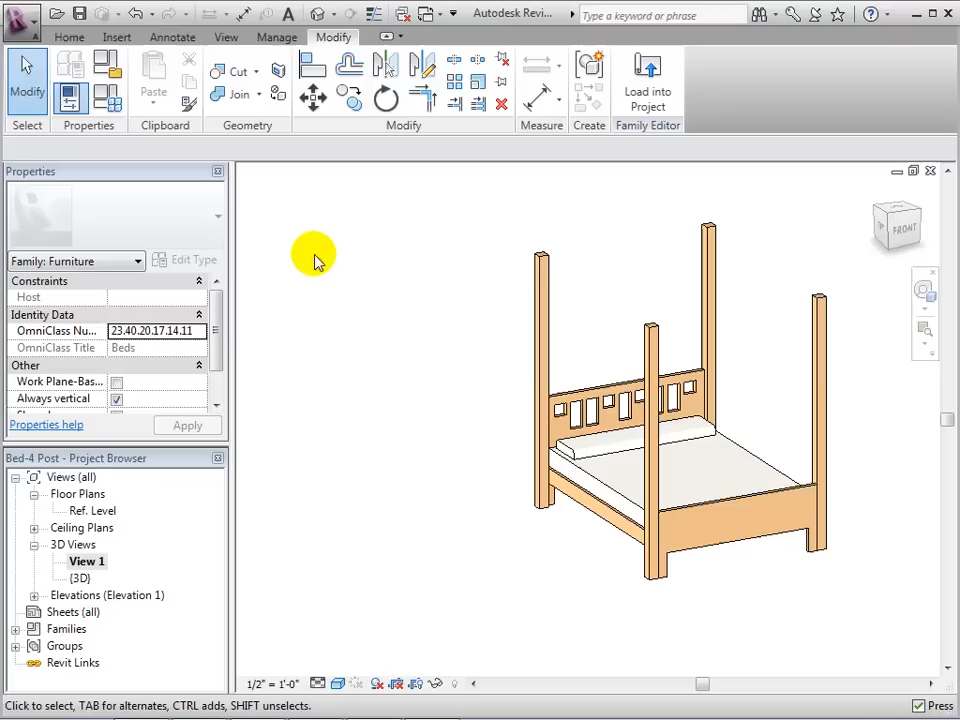 Autodesk Revi...
Type a keyword or phrase
Home Insert Annotate View Manage Modify
Modify
Paste
Cut
Join
Load into
Project
Select Properties Clipboard Geometry Modify Measure Create Family Editor
Properties
Family: Furniture Edit Type
Constraints
Host
Identity Data
OmniClass Nu... 23.40.20.17.14.11
OmniClass Title Beds
Other
Work Plane-Bas...
Always vertical
Properties help Apply
Bed-4 Post - Project Browser
Views (all)
Floor Plans
Ref. Level
Ceiling Plans
3D Views
View 1
{3D}
Elevations (Elevation 1)
Sheets (all)
Families
Groups
Revit Links
FRONT
1/2" = 1'-0"
Click to select, TAB for alternates, CTRL adds, SHIFT unselects.
Press